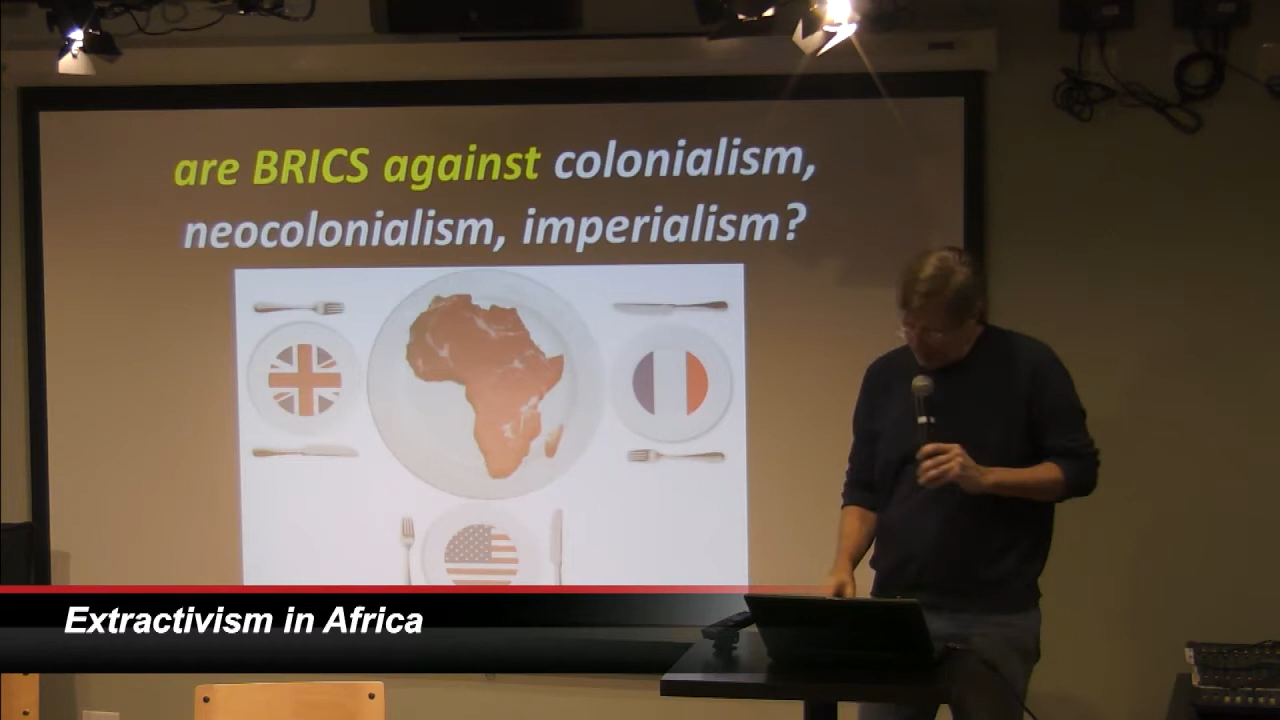 are BRICS against colonialism,
neocolonialism, imperialism?
Extractivism in Africa